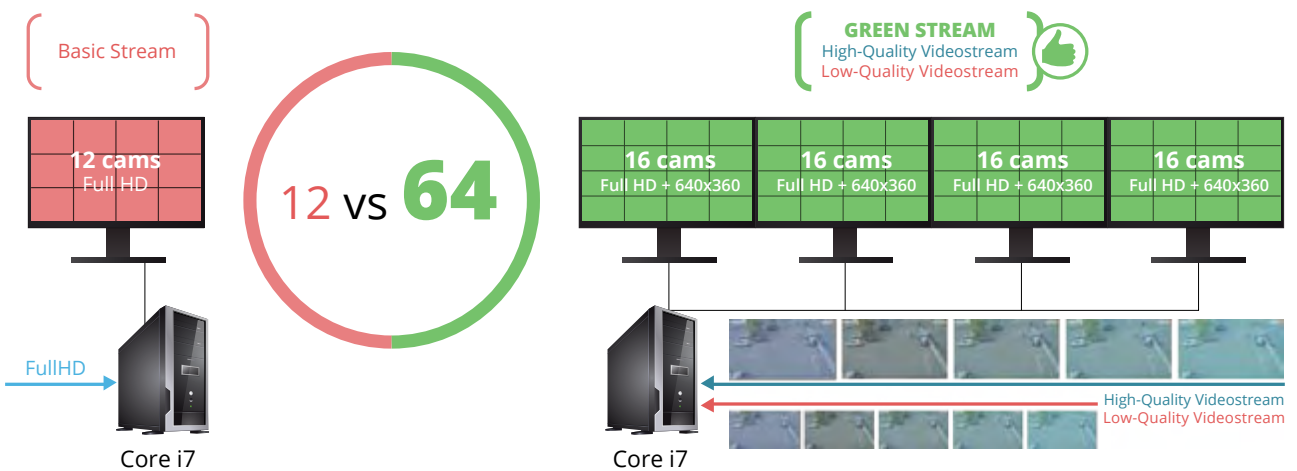 Basic Stream
12 cams
Full HD
FullHD
Core i7
12 vs 64
GREEN STREAM
High-Quality Videostream
Low-Quality Videostream
16 cams
Full HD + 640x360
16 cams
Full HD + 640x360
16 cams
Full HD + 640x360
16 cams
Full HD + 640x360
High-Quality Videostream
Low-Quality Videostream
Core i7